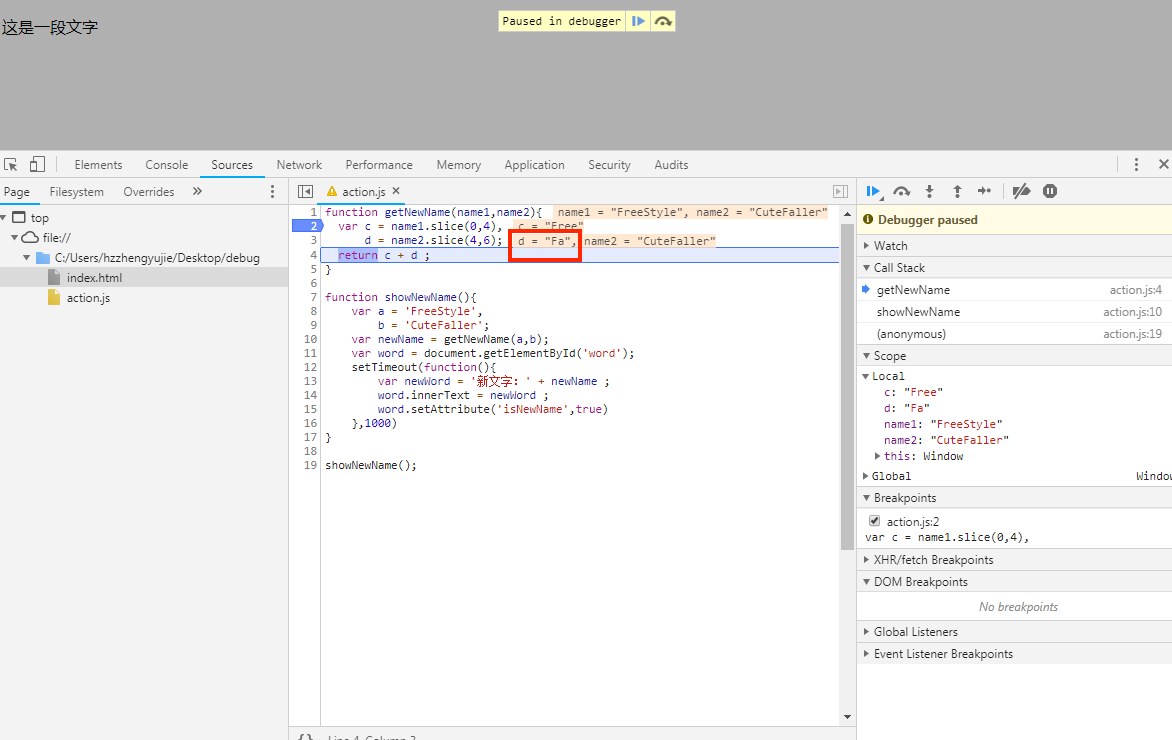 这是一段文字
Paused in debugger
Elements Console Sources Network Performance Memory Application Security Audits
Page Filesystem Overrides »
action.js
top
file://
C:/Users/hzzhengyujie/Desktop/debug
index.html
action.js
1 function getNewName(name1,name2){ name1 = "FreeStyle", name2 = "CuteFaller"
2 var c = name1.slice(0,4), c = "Free"
3 d = name2.slice(4,6); d = "Fa", name2 = "CuteFaller"
4 return c + d ;
5 }
6
7 function showNewName(){
8 var a = 'FreeStyle',
9 b = 'CuteFaller';
10 var newName = getNewName(a,b);
11 var word = document.getElementById('word');
12 setTimeout(function(){
13 var newWord = '新文字: ' + newName ;
14 word.innerText = newWord ;
15 word.setAttribute('isNewName',true)
16 },1000)
17 }
18
19 showNewName();
{} Line 4, Column 3
Debugger paused
Watch
Call Stack
getNewName action.js:4
showNewName action.js:10
(anonymous) action.js:19
Scope
Local
c: "Free"
d: "Fa"
name1: "FreeStyle"
name2: "CuteFaller"
this: Window
Global Window
Breakpoints
action.js:2
var c = name1.slice(0,4),
XHR/fetch Breakpoints
DOM Breakpoints
No breakpoints
Global Listeners
Event Listener Breakpoints